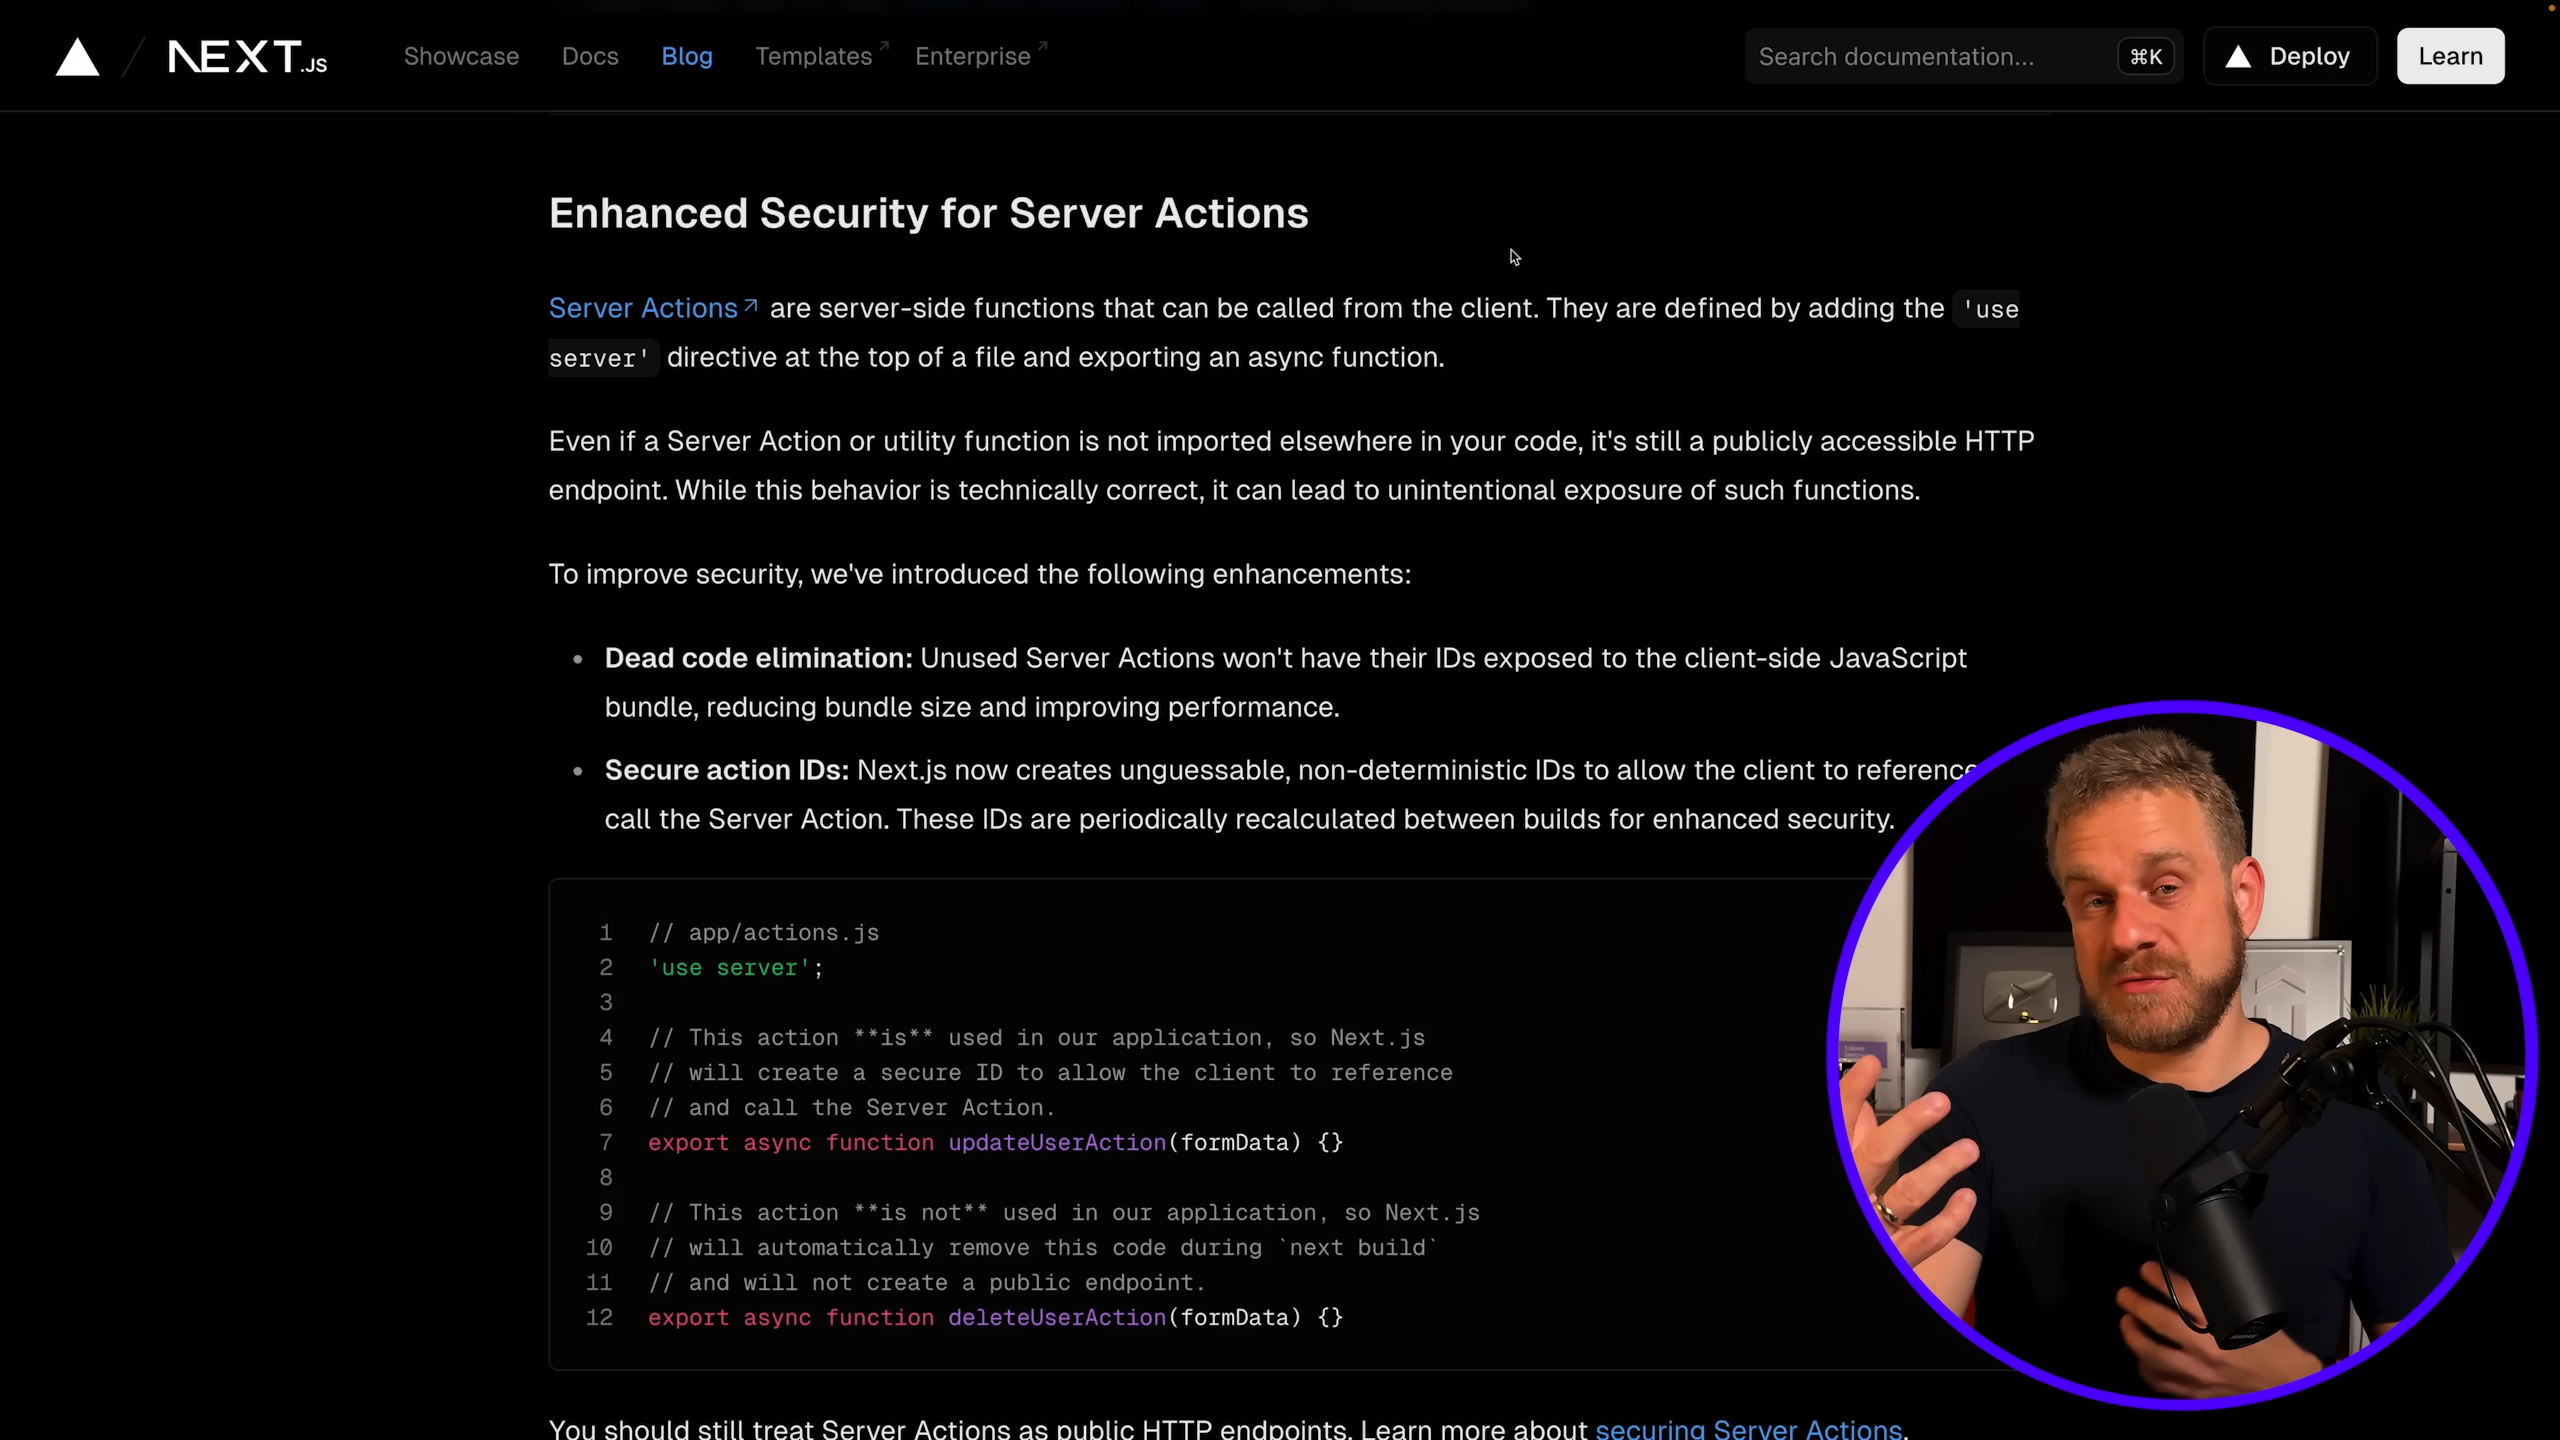 NEXT.JS
Showcase
Docs
Blog
Templates
Enterprise
Search documentation...
⌘K
Deploy
Learn
Enhanced Security for Server Actions
Server Actions are server-side functions that can be called from the client. They are defined by adding the 'use
server' directive at the top of a file and exporting an async function.
Even if a Server Action or utility function is not imported elsewhere in your code, it's still a publicly accessible HTTP
endpoint. While this behavior is technically correct, it can lead to unintentional exposure of such functions.
To improve security, we've introduced the following enhancements:
• Dead code elimination: Unused Server Actions won't have their IDs exposed to the client-side JavaScript
bundle, reducing bundle size and improving performance.
• Secure action IDs: Next.js now creates unguessable, non-deterministic IDs to allow the client to reference
call the Server Action. These IDs are periodically recalculated between builds for enhanced security.
1 // app/actions.js
2 'use server';
3
4 // This action **is** used in our application, so Next.js
5 // will create a secure ID to allow the client to reference
6 // and call the Server Action.
7 export async function updateUserAction(formData) {}
8
9 // This action **is not** used in our application, so Next.js
10 // will automatically remove this code during `next build`
11 // and will not create a public endpoint.
12 export async function deleteUserAction(formData) {}
You should still treat Server Actions as public HTTP endpoints. Learn more about securing Server Actions.